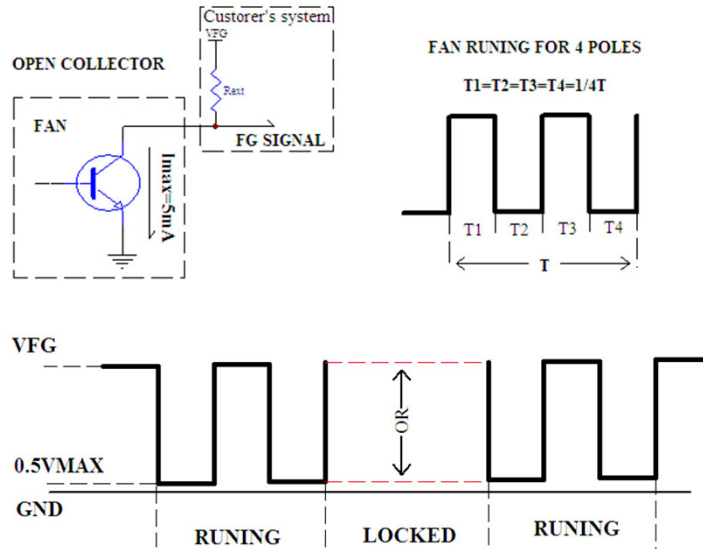 Custorer's system
VFG
Rext
FG SIGNAL
OPEN COLLECTOR
FAN
Imax=5mA
FAN RUNING FOR 4 POLES
T1=T2=T3=T4=1/4T
T1 T2 T3 T4
T
VFG
OR
0.5VMAX
GND
RUNING LOCKED RUNING